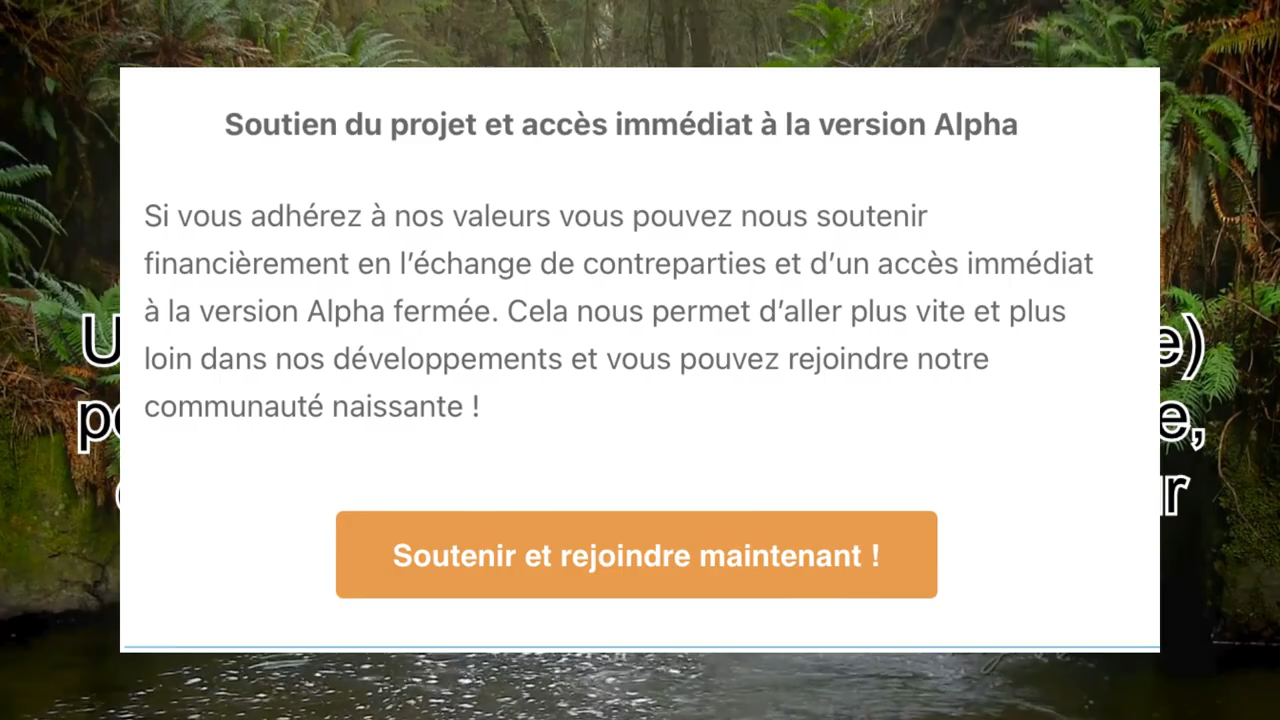 Soutien du projet et accès immédiat à la version Alpha
Si vous adhérez à nos valeurs vous pouvez nous soutenir
financièrement en l’échange de contreparties et d’un accès immédiat
à la version Alpha fermée. Cela nous permet d’aller plus vite et plus
loin dans nos développements et vous pouvez rejoindre notre
communauté naissante !
Soutenir et rejoindre maintenant !